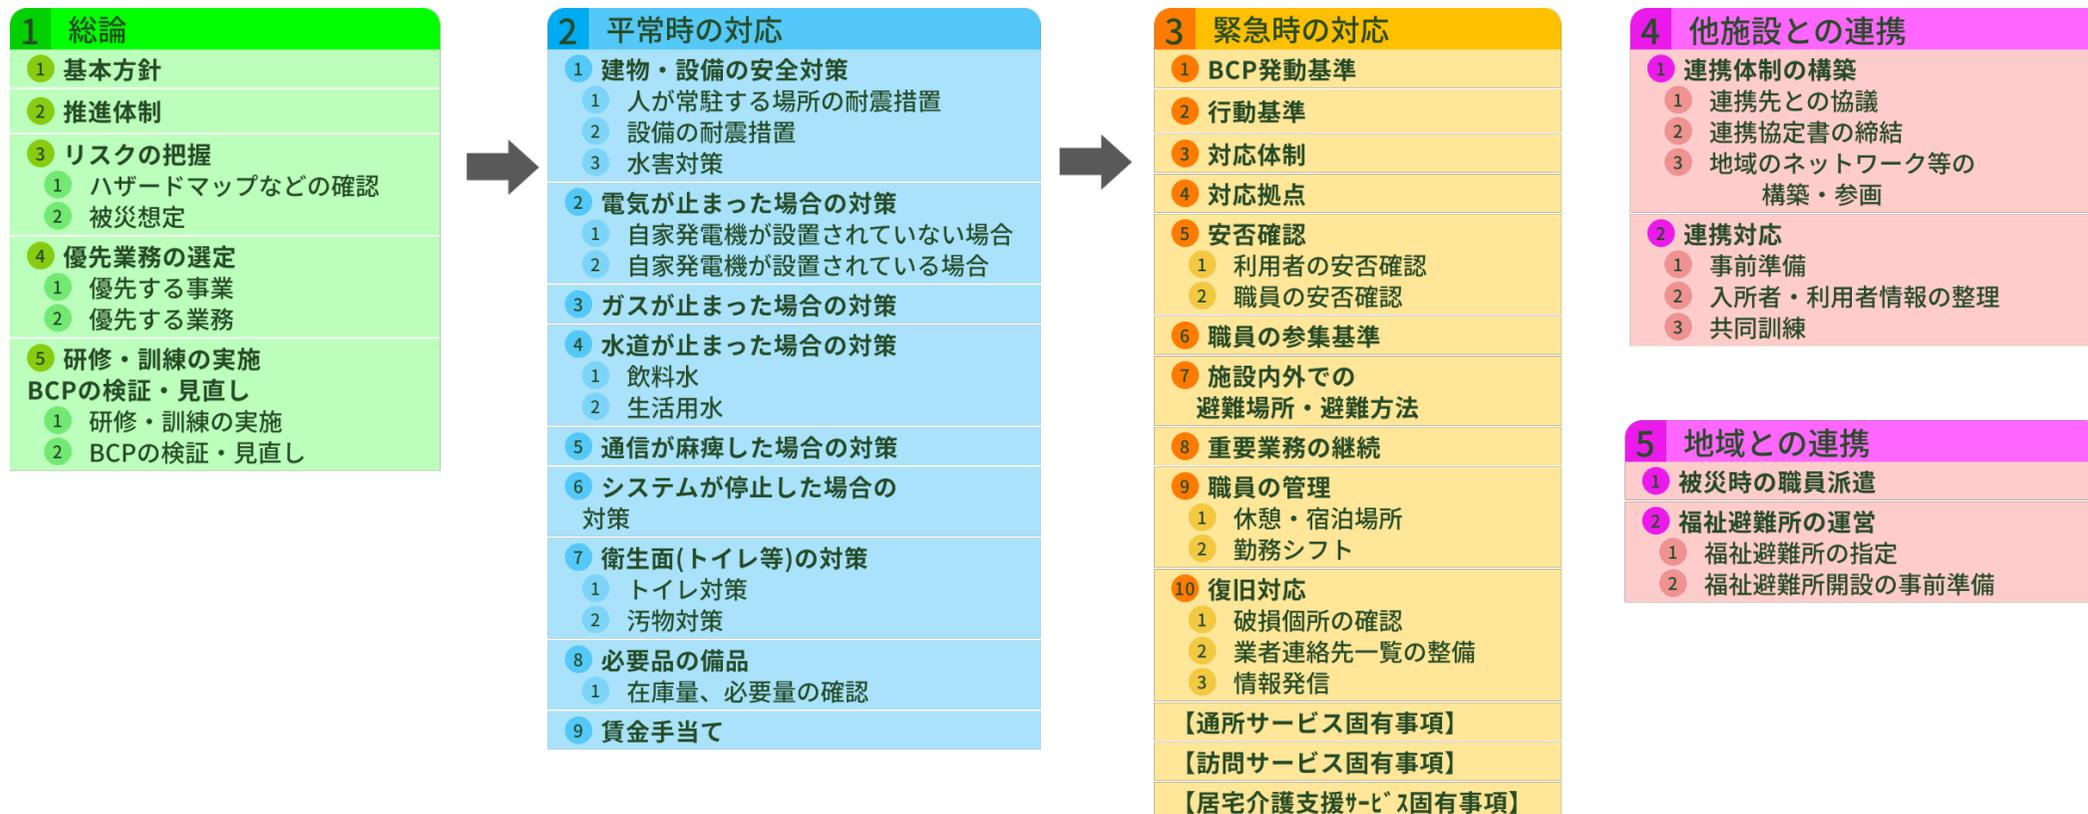 1 総論
1 基本方針
2 推進体制
3 リスクの把握
1 ハザードマップなどの確認
2 被災想定
4 優先業務の選定
1 優先する事業
2 優先する業務
5 研修・訓練の実施
BCPの検証・見直し
1 研修・訓練の実施
2 BCPの検証・見直し
2 平常時の対応
1 建物・設備の安全対策
1 人が常駐する場所の耐震措置
2 設備の耐震措置
3 水害対策
2 電気が止まった場合の対策
1 自家発電機が設置されていない場合
2 自家発電機が設置されている場合
3 ガスが止まった場合の対策
4 水道が止まった場合の対策
1 飲料水
2 生活用水
5 通信が麻痺した場合の対策
6 システムが停止した場合の
対策
7 衛生面(トイレ等)の対策
1 トイレ対策
2 汚物対策
8 必要品の備品
1 在庫量、必要量の確認
9 賃金手当て
3 緊急時の対応
1 BCP発動基準
2 行動基準
3 対応体制
4 対応拠点
5 安否確認
1 利用者の安否確認
2 職員の安否確認
6 職員の参集基準
7 施設内外での
避難場所・避難方法
8 重要業務の継続
9 職員の管理
1 休憩・宿泊場所
2 勤務シフト
10 復旧対応
1 破損個所の確認
2 業者連絡先一覧の整備
3 情報発信
【通所サービス固有事項】
【訪問サービス固有事項】
【居宅介護支援ｻｰﾋﾞｽ固有事項】
4 他施設との連携
1 連携体制の構築
1 連携先との協議
2 連携協定書の締結
3 地域のネットワーク等の
構築・参画
2 連携対応
1 事前準備
2 入所者・利用者情報の整理
3 共同訓練
5 地域との連携
1 被災時の職員派遣
2 福祉避難所の運営
1 福祉避難所の指定
2 福祉避難所開設の事前準備